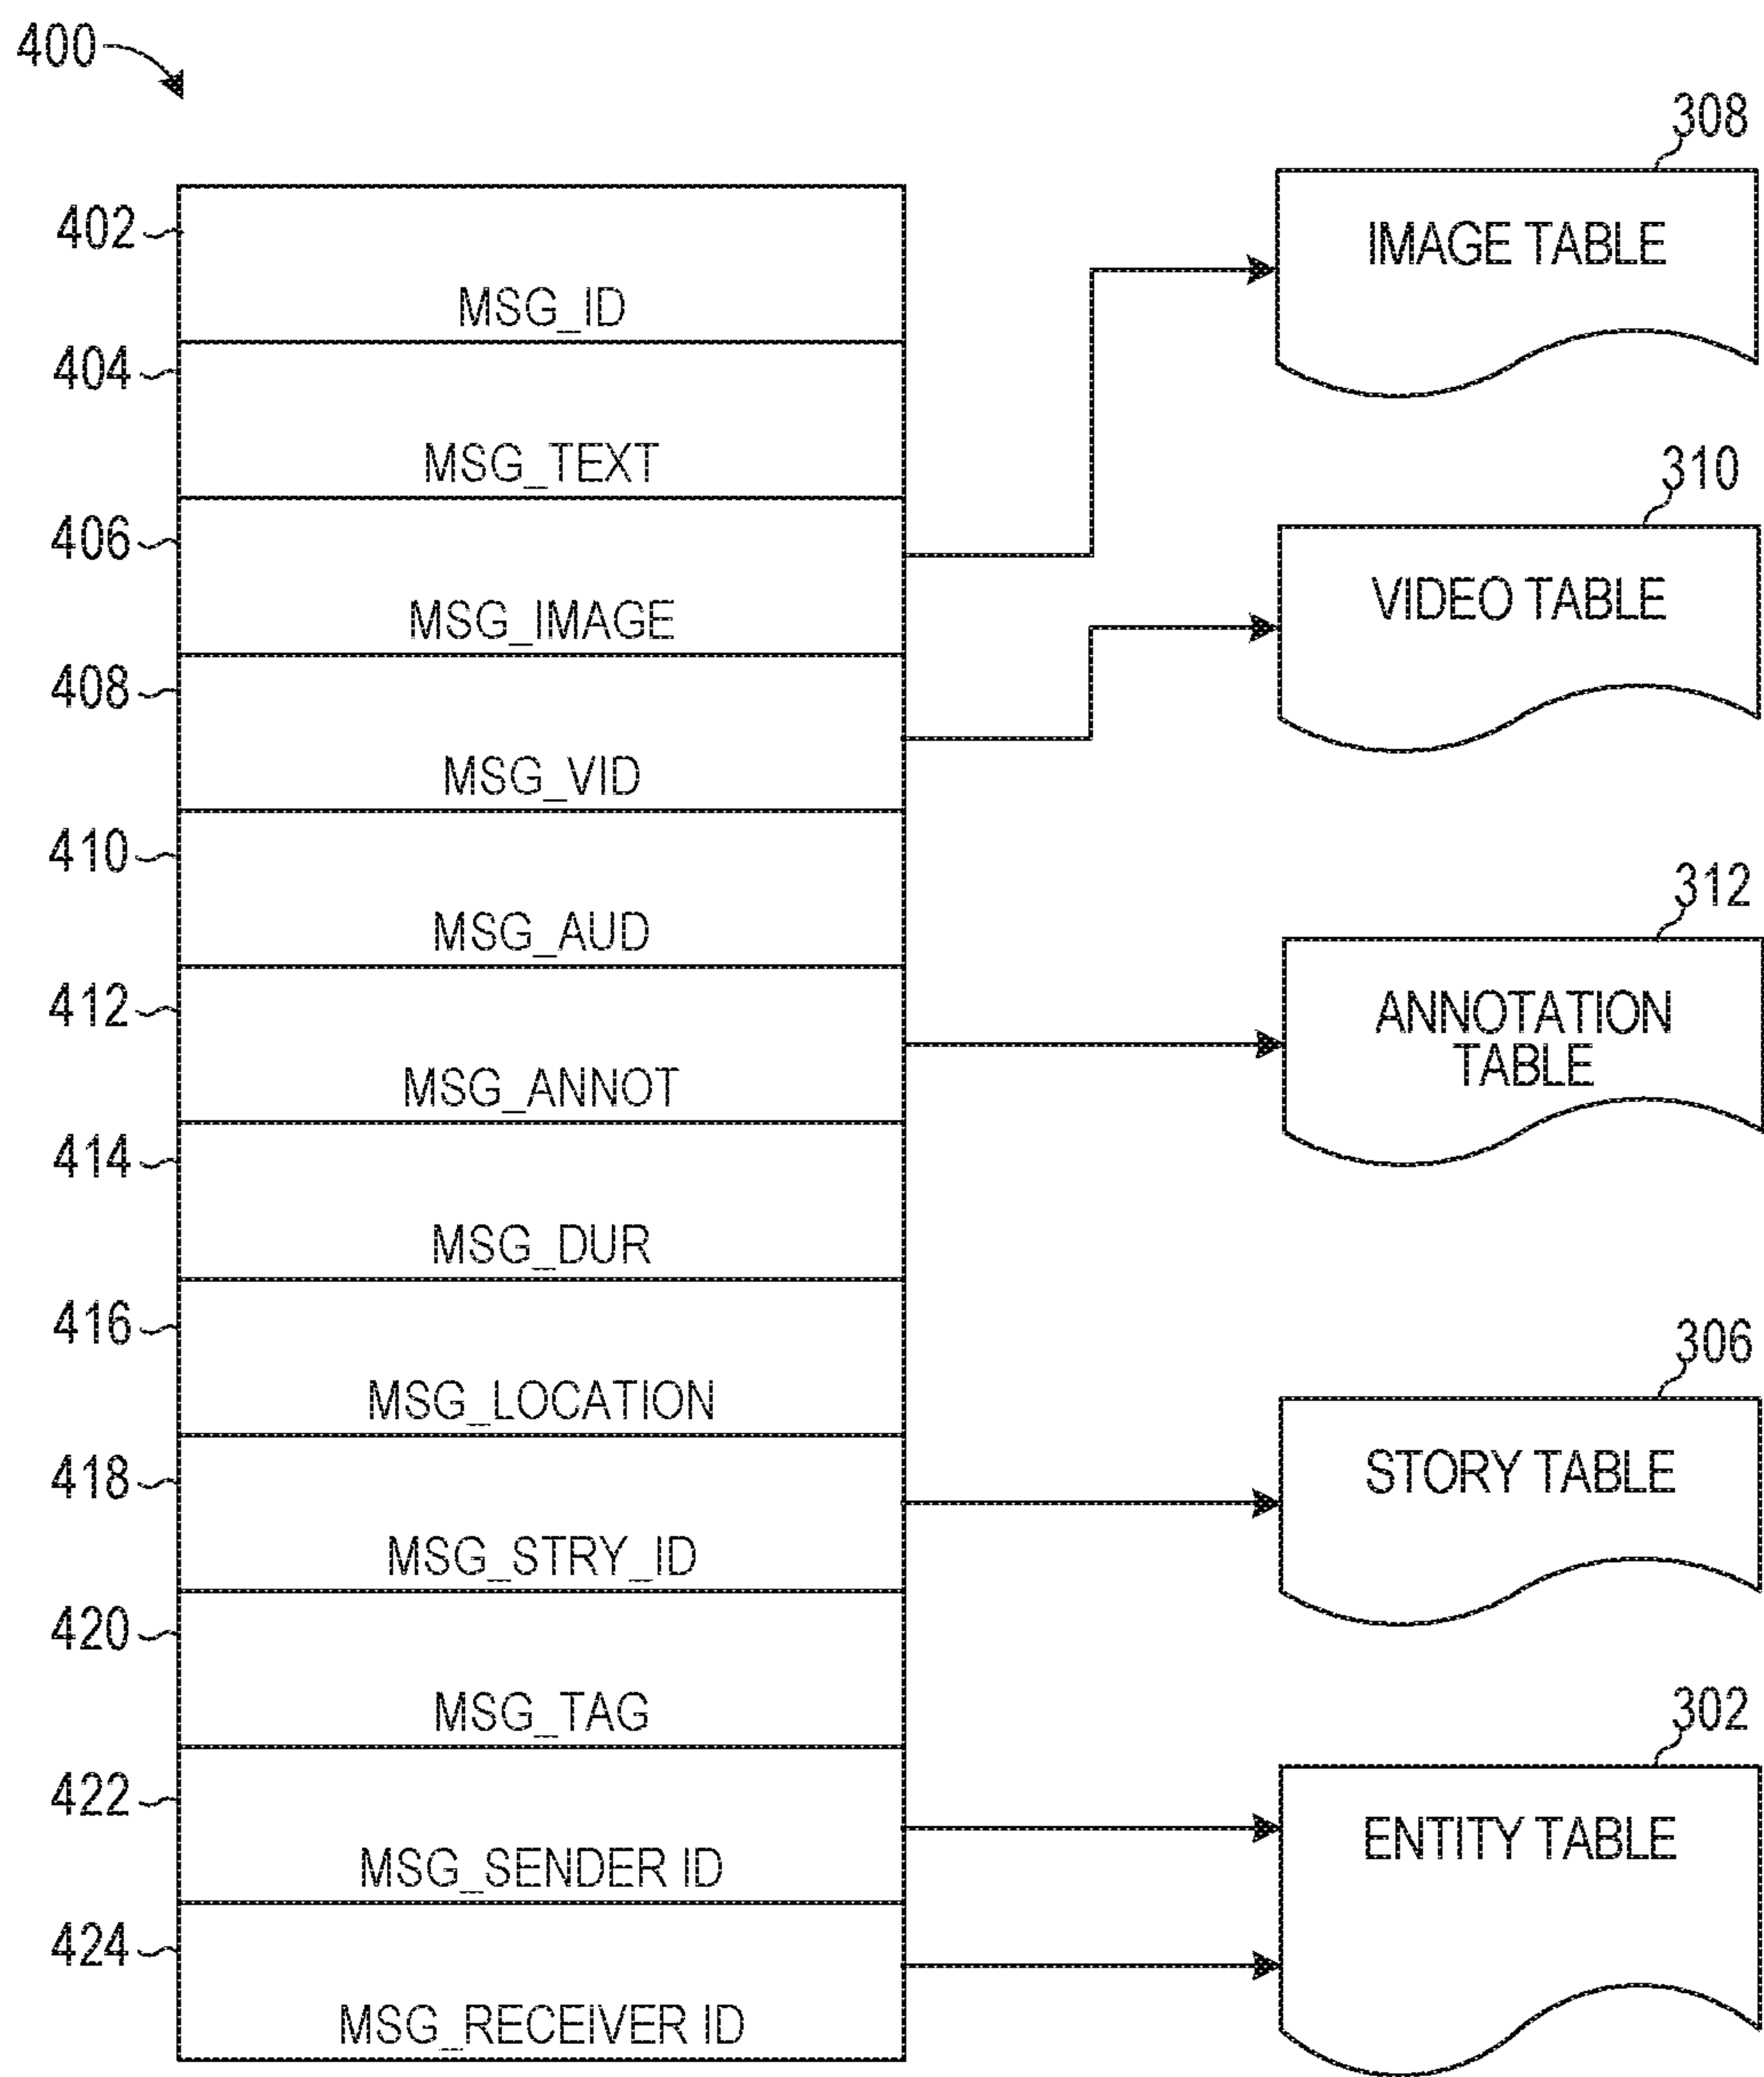 400
402
MSG_ID
404
MSG_TEXT
406
MSG_IMAGE
408
MSG_VID
410
MSG_AUD
412
MSG_ANNOT
414
MSG_DUR
416
MSG_LOCATION
418
MSG_STRY_ID
420
MSG_TAG
422
MSG_SENDER ID
424
MSG_RECEIVER ID
308
IMAGE TABLE
310
VIDEO TABLE
312
ANNOTATION
TABLE
306
STORY TABLE
302
ENTITY TABLE